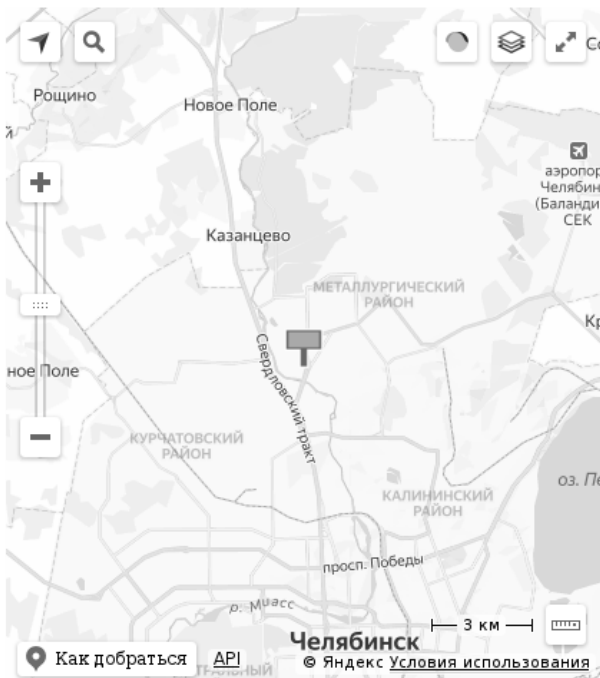 Рощино
Новое Поле
аэропор
Челябин
(Баланди
СЕК
Казанцево
МЕТАЛЛУРГИЧЕСКИЙ
РАЙОН
Кр
Свердловский тракт
ное Поле
КУРЧАТОВСКИЙ
РАЙОН
оз. Пе
КАЛИНИНСКИЙ
РАЙОН
просп. Победы
р. Миасс
3 км
Челябинск
Как добраться
API
ТРАЛЬНЫЙ
© Яндекс Условия использования